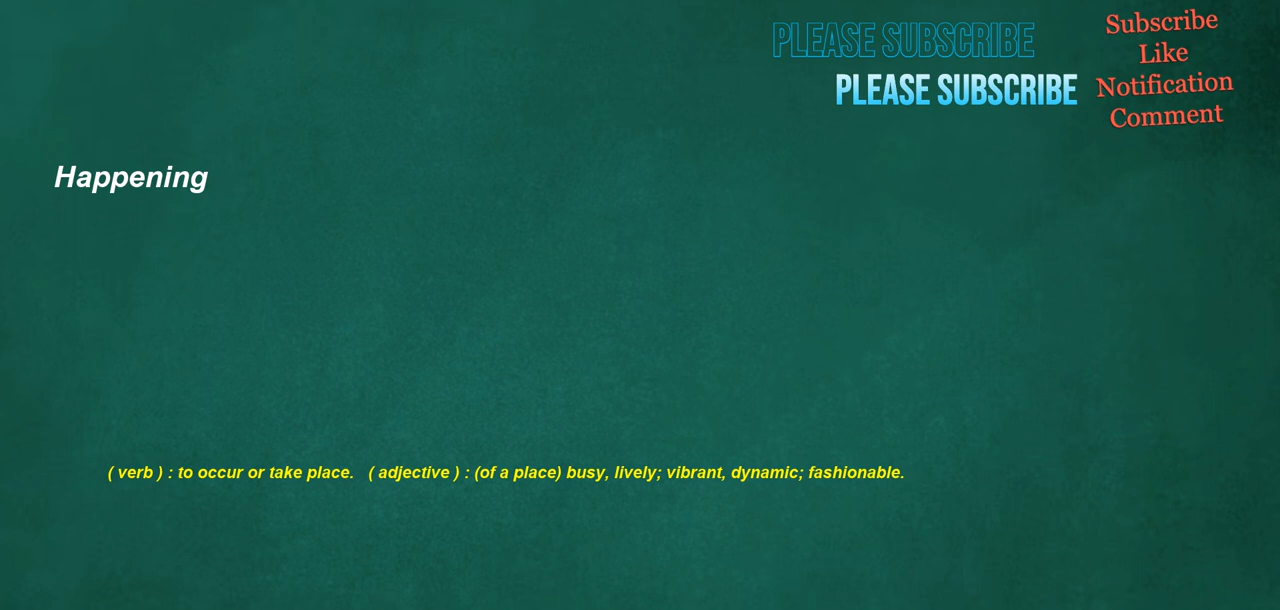 PLEASE SUBSCRIBE
PLEASE SUBSCRIBE
Subscribe
Like
Notification
Comment
Happening
( verb ) : to occur or take place.   ( adjective ) : (of a place) busy, lively; vibrant, dynamic; fashionable.